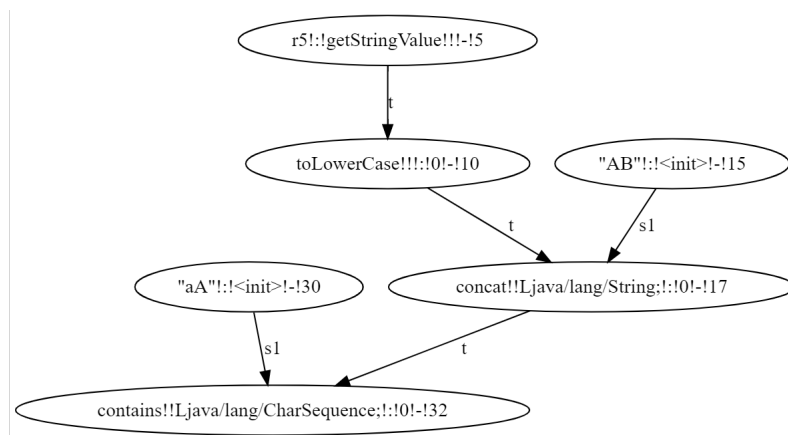 r5!:!getStringValue!!!-!5
t
toLowerCase!!!:!0!-!10
"AB"!:!<init>!-!15
t
s1
"aA"!:!<init>!-!30
concat!!Ljava/lang/String;!:!0!-!17
s1
t
contains!!Ljava/lang/CharSequence;!:!0!-!32